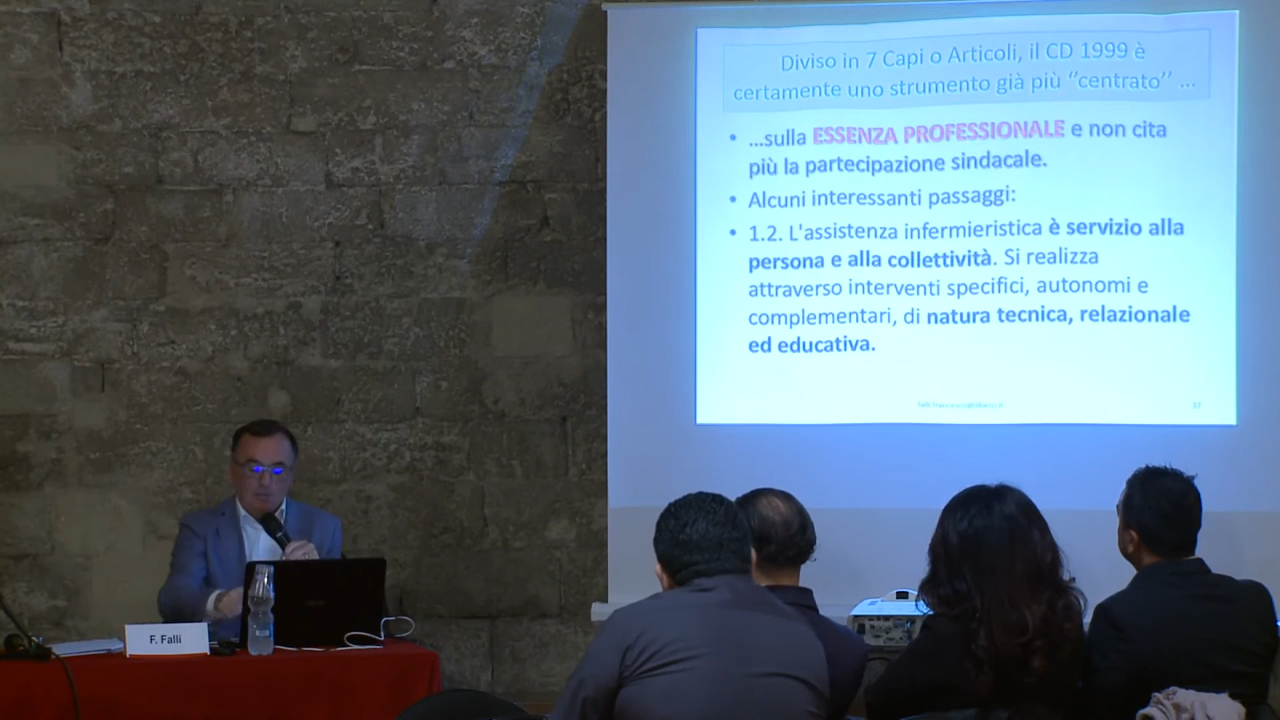 Diviso in 7 Capi o Articoli, il CD 1999 è
certamente uno strumento già più “centrato” ...
• ...sulla ESSENZA PROFESSIONALE e non cita
più la partecipazione sindacale.
• Alcuni interessanti passaggi:
• 1.2. L'assistenza infermieristica è servizio alla
persona e alla collettività. Si realizza
attraverso interventi specifici, autonomi e
complementari, di natura tecnica, relazionale
ed educativa.
37
F. Falli